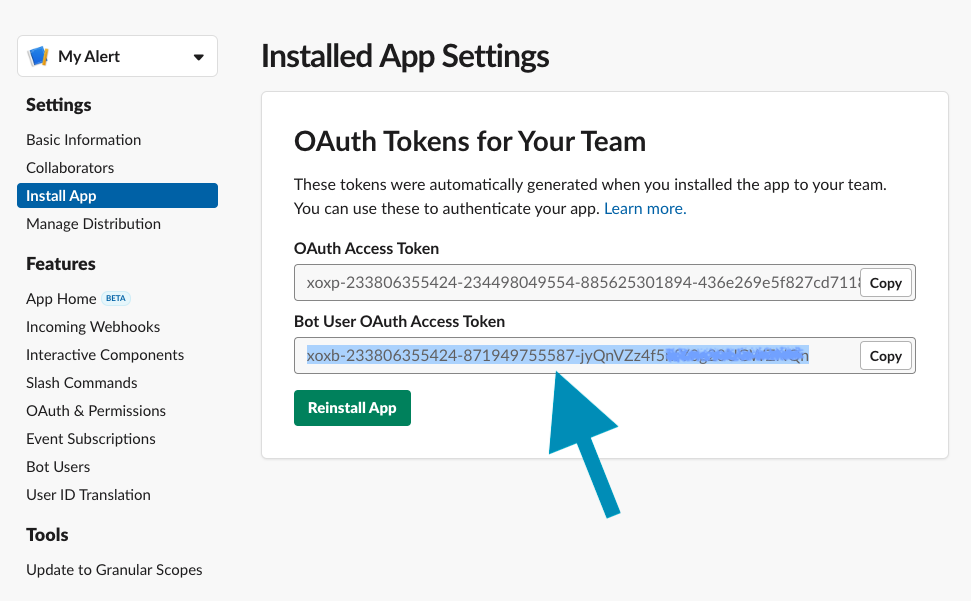 My Alert
Installed App Settings
Settings
Basic Information
Collaborators
Install App
Manage Distribution
Features
App Home BETA
Incoming Webhooks
Interactive Components
Slash Commands
OAuth & Permissions
Event Subscriptions
Bot Users
User ID Translation
Tools
Update to Granular Scopes
OAuth Tokens for Your Team
These tokens were automatically generated when you installed the app to your team.
You can use these to authenticate your app. Learn more.
OAuth Access Token
xoxp-233806355424-234498049554-885625301894-436e269e5f827cd7118 Copy
Bot User OAuth Access Token
xoxb-233806355424-871949755587-jyQnVZz4f5 Copy
Reinstall App